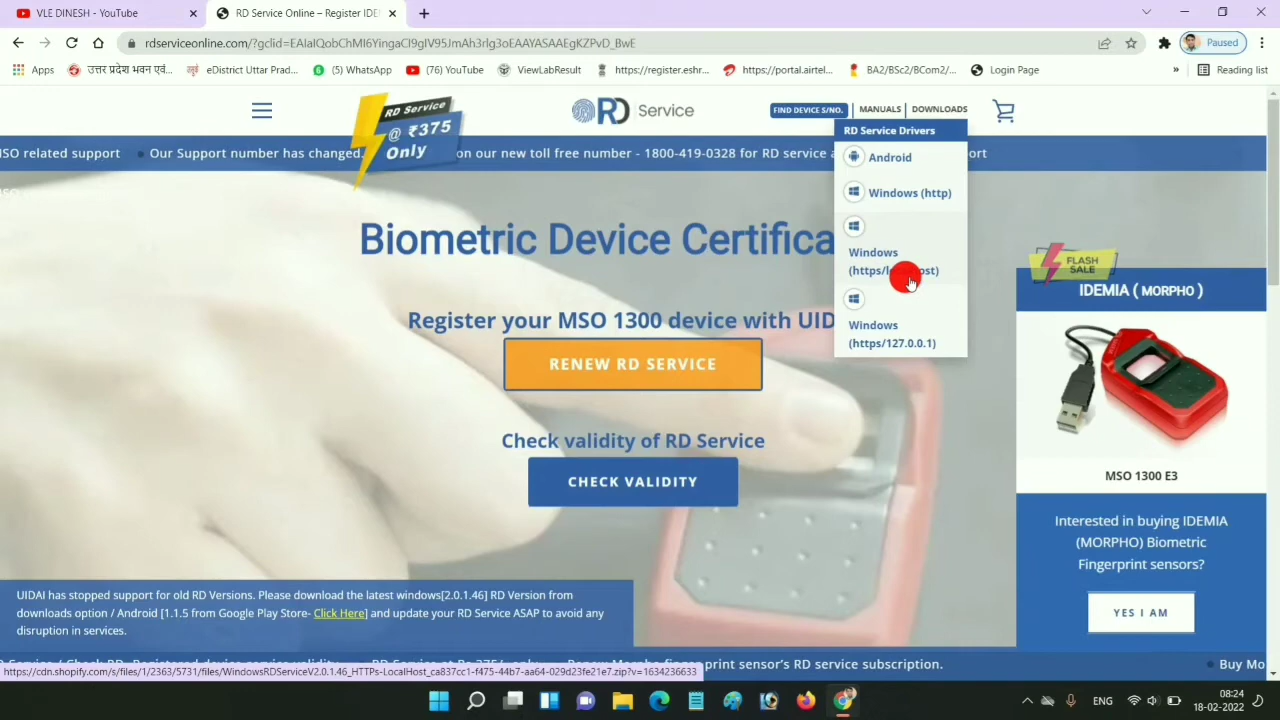 VLE DINESH - YouTube
RD Service Online – Register IDE
rdserviceonline.com/?gclid=EAIaIQobChMI6YingaCI9gIV95JmAh3rlg3oEAAYASAAEgKZPvD_BwE
Paused
Apps
उत्तर प्रदेश भवन एवं...
eDistrict Uttar Prad...
(5) WhatsApp
(76) YouTube
ViewLabResult
https://register.eshr...
https://portal.airtel...
BA2/BSc2/BCom2/...
Login Page
»
Reading list
RD Service
@ ₹375
Only
RD Service
FIND DEVICE S/NO.
MANUALS
DOWNLOADS
RD Service Drivers
Android
Windows (http)
Windows
Windows
(https/127.0.0.1)
SO related support
Our Support number has changed.
on our new toll free number - 1800-419-0328 for RD service a
ort
MSO
Biometric Device Certifica
Register your MSO 1300 device with UID
RENEW RD SERVICE
Check validity of RD Service
CHECK VALIDITY
FLASH
SALE
IDEMIA ( MORPHO )
MSO 1300 E3
Interested in buying IDEMIA
(MORPHO) Biometric
Fingerprint sensors?
YES I AM
UIDAI has stopped support for old RD Versions. Please download the latest windows[2.0.1.46] RD Version from
downloads option / Android [1.1.5 from Google Play Store- Click Here] and update your RD Service ASAP to avoid any
disruption in services.
RD Service at Rs 375/- only
Renew Morpho finger print sensor's RD service subscription.
Buy Mo
https://cdn.shopify.com/s/files/1/2363/5731/files/WindowsRDServiceV2.0.1.46_HTTPs-LocalHost_ca837cc1-f475-44b7-aa64-029d23fe21e7.zip?v=1634236633
ENG
08:24
18-02-2022